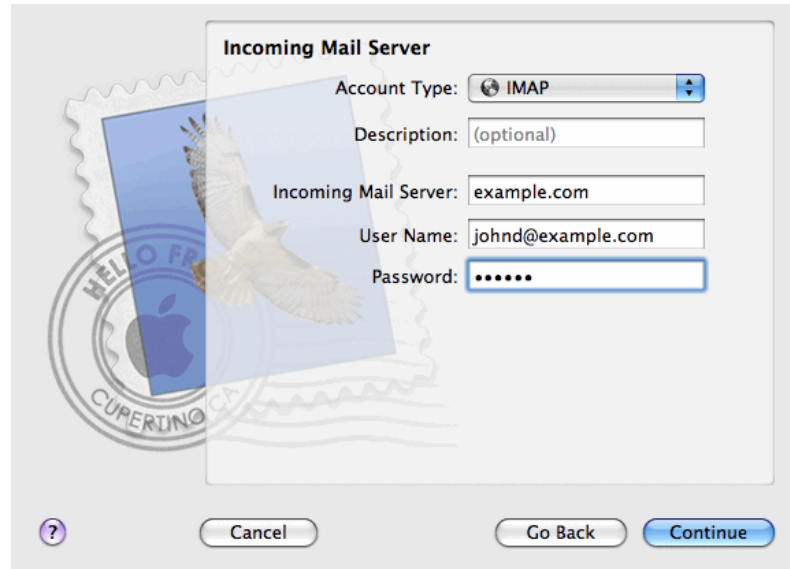 Incoming Mail Server
Account Type: IMAP
Description: (optional)
Incoming Mail Server: example.com
User Name: johnd@example.com
Password: ••••••
HELLO FR
CUPERTINO CA
? Cancel Go Back Continue